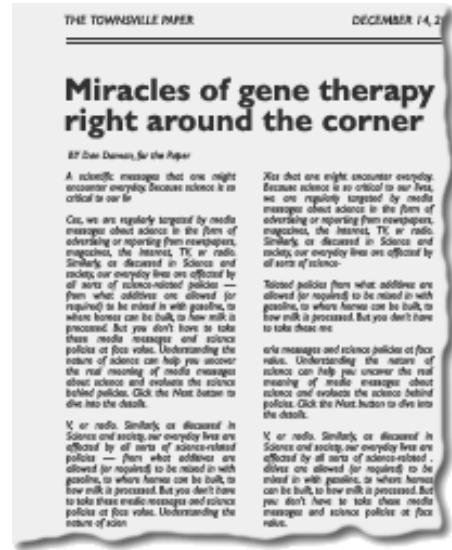 THE TOWNSVILLE PAPER
DECEMBER 14, 2
Miracles of gene therapy
right around the corner
BY Dan Damon, for the Paper
A scientific messages that one might
encounter everyday. Because science is so
critical to our liv
Cez, we are regularly targeted by media
messages about science in the form of
advertising or reporting from newspapers,
magazines, the Internet, TV, or radio.
Similarly, as discussed in Science and
society, our everyday lives are affected by
all sorts of science-related policies —
from what additives are allowed (or
required) to be mixed in with gasoline, to
where homes can be built, to how milk is
processed. But you don't have to take
these media messages and science
policies at face value. Understanding the
nature of science can help you uncover
the real meaning of media messages
about science and evaluate the science
behind policies. Click the Next button to
dive into the details.
V, or radio. Similarly, as discussed in
Science and society, our everyday lives are
affected by all sorts of science-related
policies — from what additives are
allowed (or required) to be mixed in with
gasoline, to where homes can be built, to
how milk is processed. But you don't have
to take these media messages and science
policies at face value. Understanding the
nature of scien
Xies that one might encounter everyday.
Because science is so critical to our lives,
we are regularly targeted by media
messages about science in the form of
advertising or reporting from newspapers,
magazines, the Internet, TV, or radio.
Similarly, as discussed in Science and
society, our everyday lives are affected by
all sorts of science-
Telated policies from what additives are
allowed (or required) to be mixed in with
gasoline, to where homes can be built, to
how milk is processed. But you don't have
to take these me
eria messages and science policies at face
value. Understanding the nature of
science can help you uncover the real
meaning of media messages about
science and evaluate the science behind
policies. Click the Next button to dive into
the details.
V, or radio. Similarly, as discussed in
Science and society, our everyday lives are
affected by all sorts of science-related .
ditives are allowed (or required) to be
mixed in with gasoline, to where homes
can be built, to how milk is processed. But
you don't have to take these media
messages and science policies at face
value.